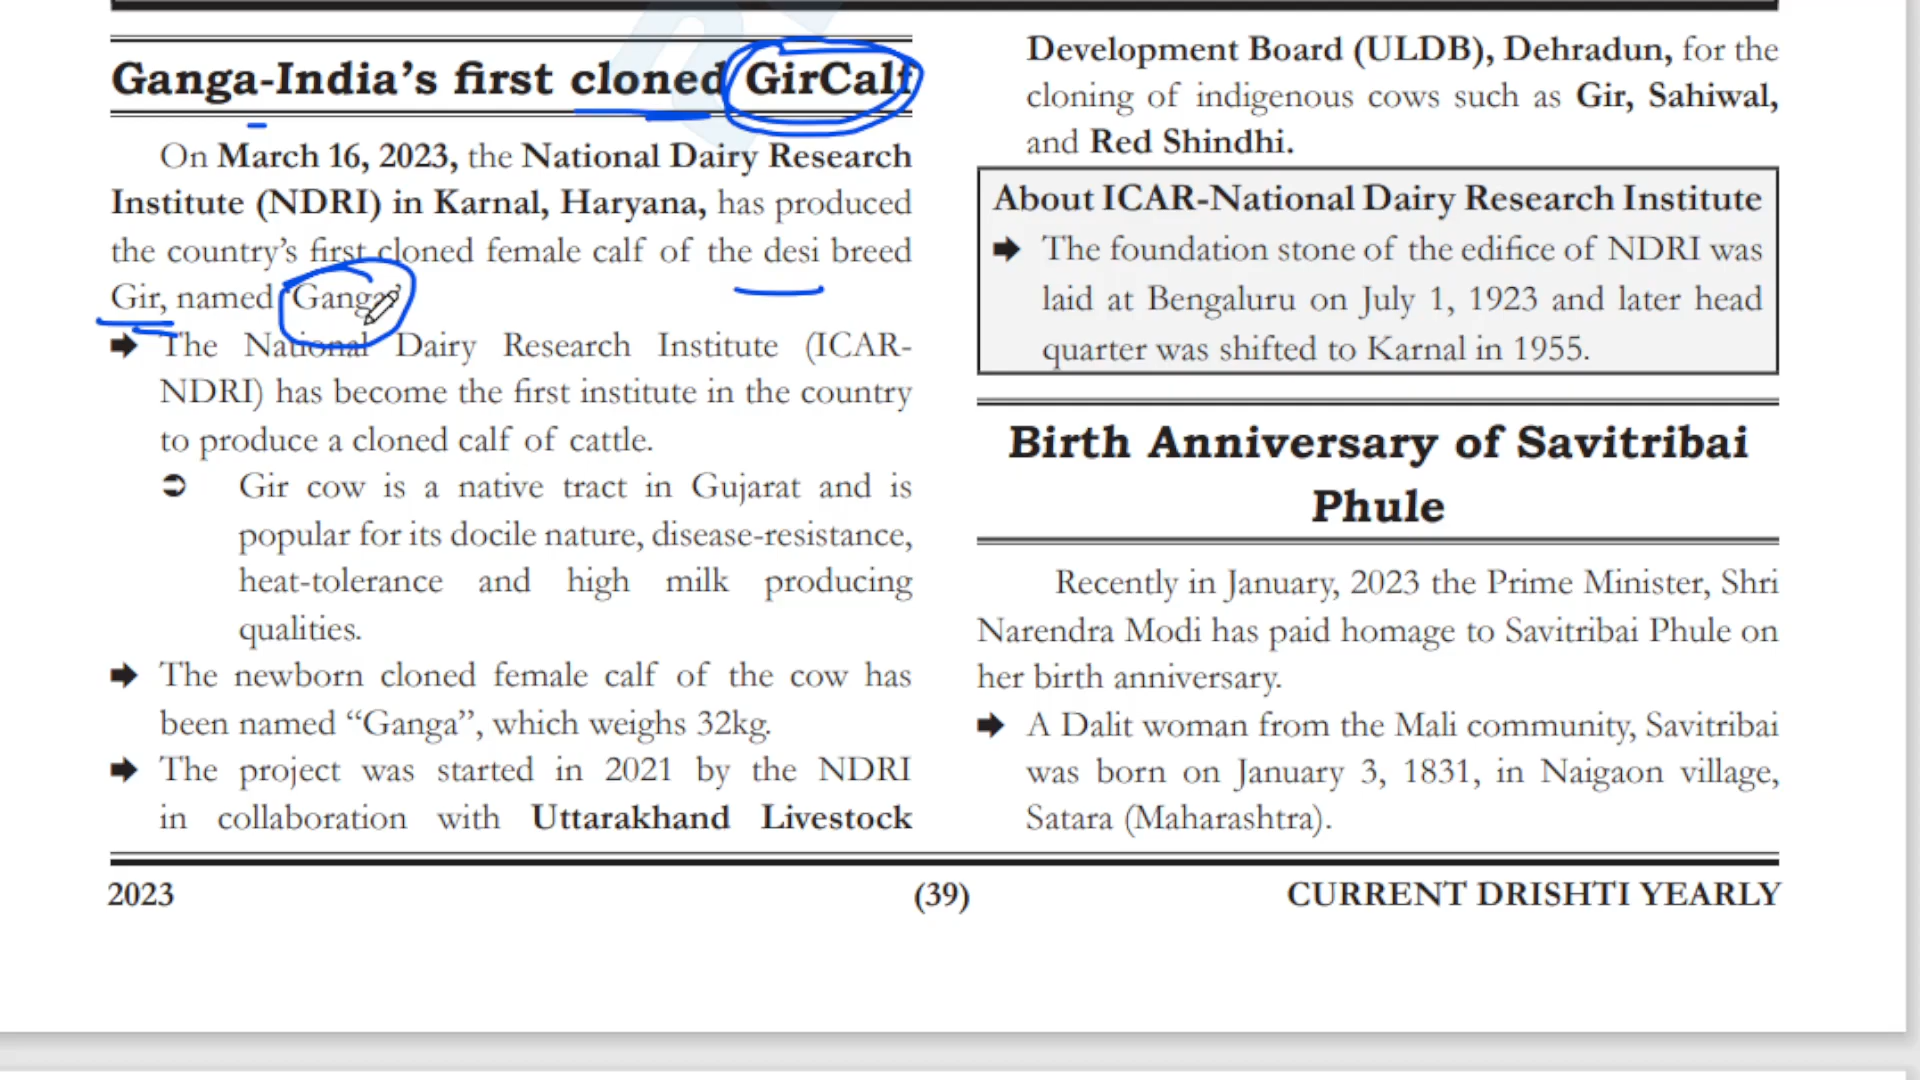 Ganga-India’s first cloned GirCalf
On March 16, 2023, the National Dairy Research
Institute (NDRI) in Karnal, Haryana, has produced
the country’s first cloned female calf of the desi breed
Gir, named ‘Ganga’
➡ The National Dairy Research Institute (ICAR-
NDRI) has become the first institute in the country
to produce a cloned calf of cattle.
➲ Gir cow is a native tract in Gujarat and is
popular for its docile nature, disease-resistance,
heat-tolerance and high milk producing
qualities.
➡ The newborn cloned female calf of the cow has
been named “Ganga”, which weighs 32kg.
➡ The project was started in 2021 by the NDRI
in collaboration with Uttarakhand Livestock
Development Board (ULDB), Dehradun, for the
cloning of indigenous cows such as Gir, Sahiwal,
and Red Shindhi.
About ICAR-National Dairy Research Institute
➡ The foundation stone of the edifice of NDRI was
laid at Bengaluru on July 1, 1923 and later head
quarter was shifted to Karnal in 1955.
Birth Anniversary of Savitribai
Phule
Recently in January, 2023 the Prime Minister, Shri
Narendra Modi has paid homage to Savitribai Phule on
her birth anniversary.
➡ A Dalit woman from the Mali community, Savitribai
was born on January 3, 1831, in Naigaon village,
Satara (Maharashtra).
2023 (39) CURRENT DRISHTI YEARLY